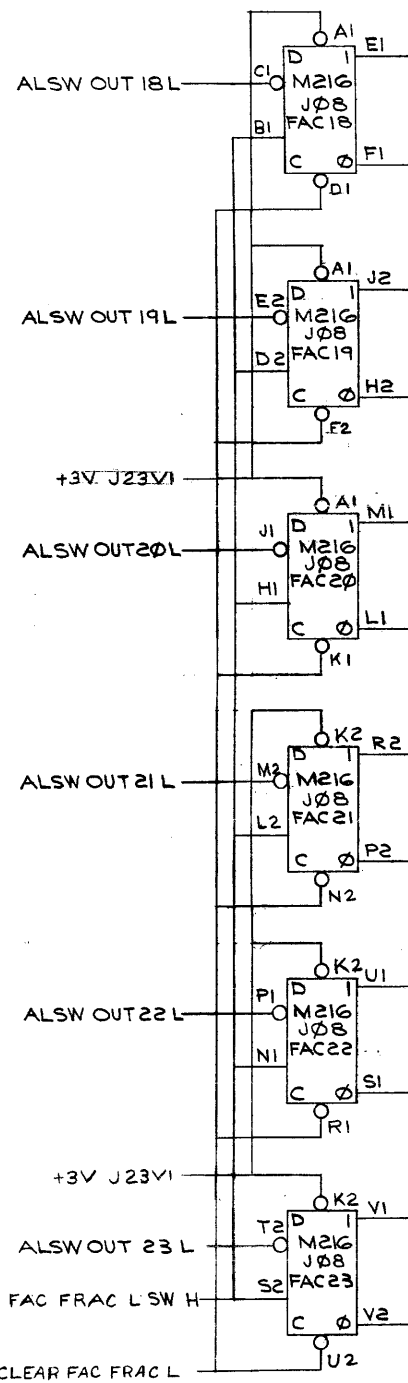 A1
E1
D 1
ALSW OUT 18 L
C1
M216
JØ8
B1
FAC18
F1
C Ø
D1
A1
J2
D 1
ALSW OUT 19 L
E2
M216
JØ8
FAC19
D2
H2
C Ø
F2
+3V J23V1
A1
M1
D 1
ALSW OUT 2Ø L
J1
M216
JØ8
FAC2Ø
H1
L1
C Ø
K1
K2
R2
D 1
ALSW OUT 21 L
M2
M216
JØ8
FAC21
L2
P2
C Ø
N2
K2
U1
D 1
ALSW OUT 22 L
P1
M216
JØ8
FAC22
N1
S1
C Ø
R1
+3V J23V1
K2
V1
D 1
ALSW OUT 23 L
T2
M216
JØ8
FAC FRAC L SW H
S2
FAC23
V2
C Ø
CLEAR FAC FRAC L
U2